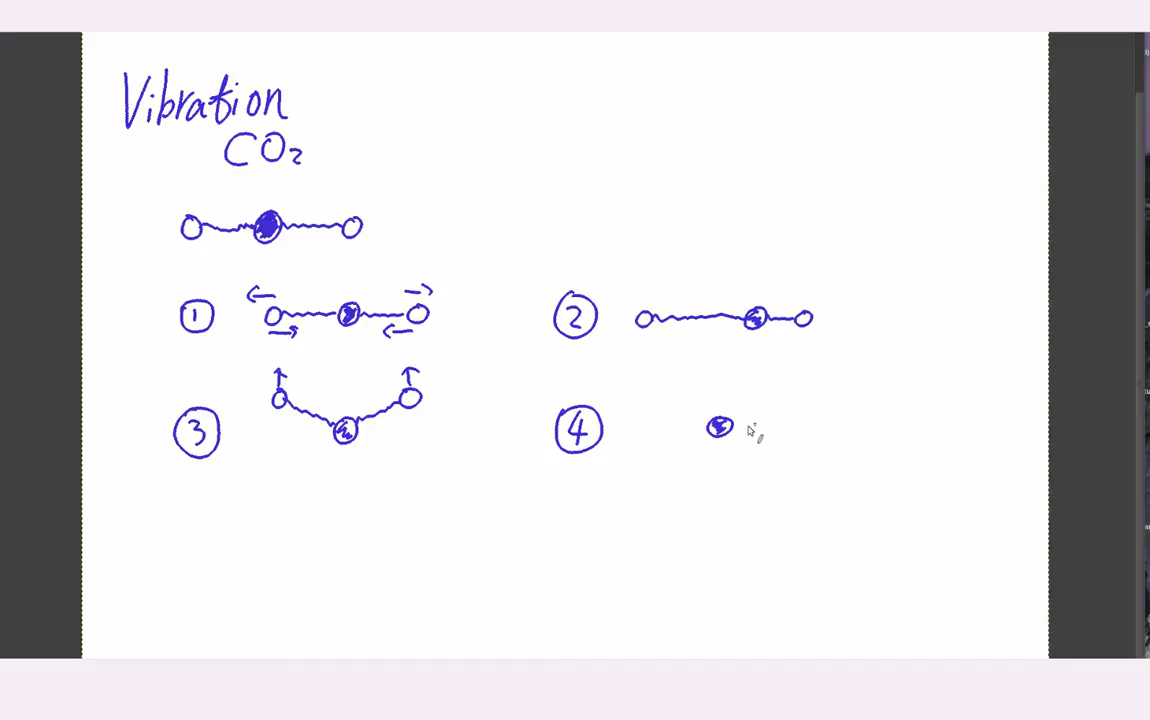 Vibration
CO₂
① ②
③ ④